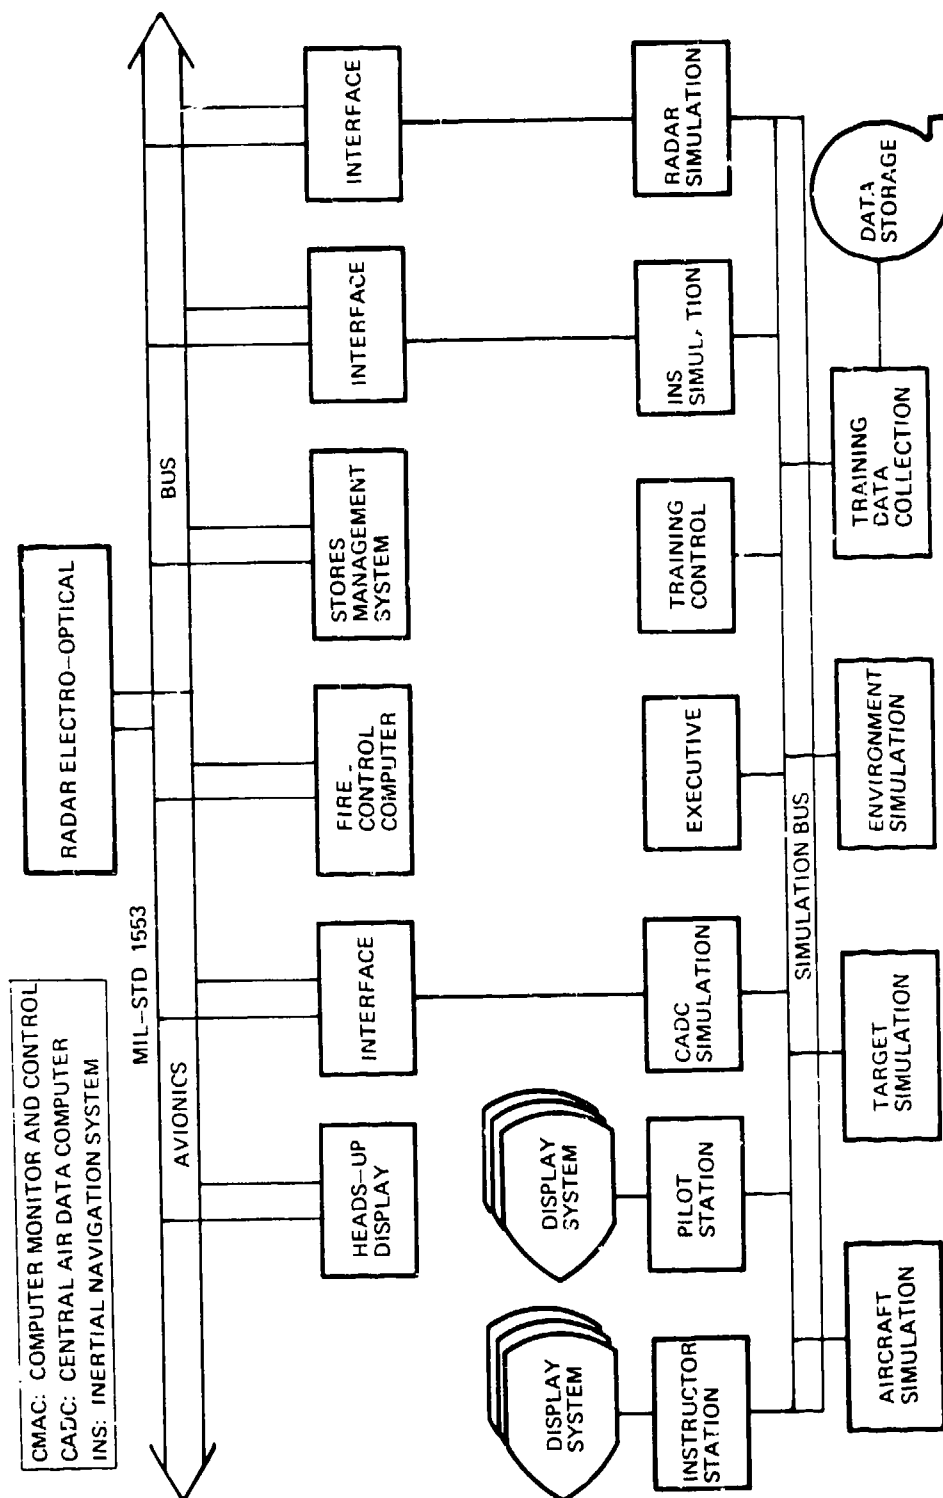 CMAC: COMPUTER MONITOR AND CONTROL
CADC: CENTRAL AIR DATA COMPUTER
INS: INERTIAL NAVIGATION SYSTEM
RADAR ELECTRO-OPTICAL
MIL-STD 1553
AVIONICS
BUS
HEADS-UP
DISPLAY
INTERFACE
FIRE
CONTROL
COMPUTER
STORES
MANAGEMENT
SYSTEM
INTERFACE
INTERFACE
DISPLAY
SYSTEM
DISPLAY
SYSTEM
INSTRUCTOR
STATION
PILOT
STATION
CADC
SIMULATION
EXECUTIVE
TRAINING
CONTROL
INS
RADAR
SIMULATION
SIMULATION BUS
AIRCRAFT
SIMULATION
TARGET
SIMULATION
ENVIRONMENT
SIMULATION
TRAINING
DATA
COLLECTION
DATA
STORAGE